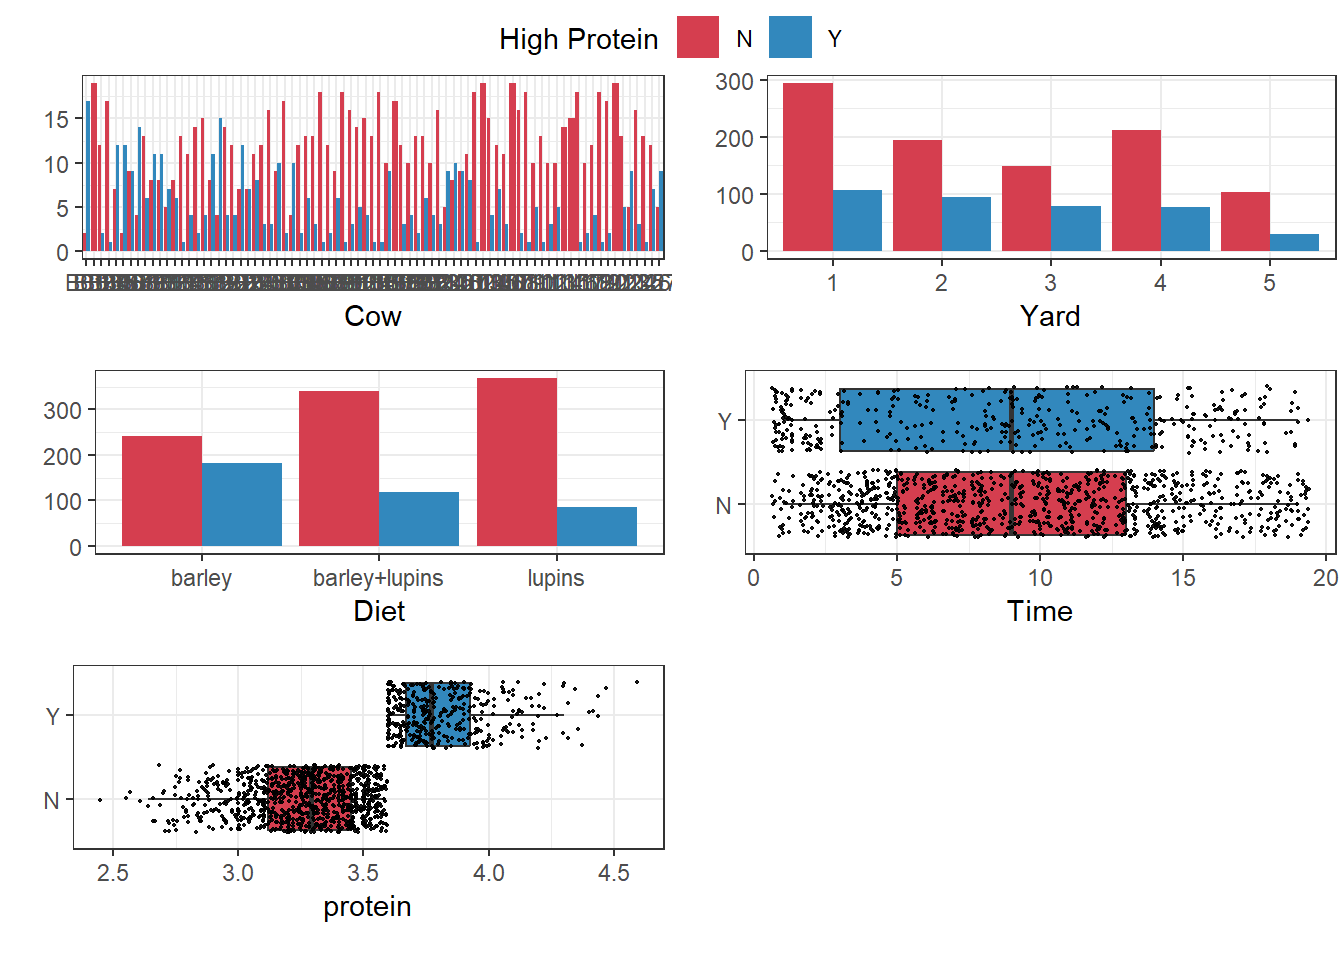 High Protein N Y
15
10
5
0
Cow
300
200
100
0
1 2 3 4 5
Yard
300
200
100
0
barley barley+lupins lupins
Diet
Y
N
0 5 10 15 20
Time
Y
N
2.5 3.0 3.5 4.0 4.5
protein